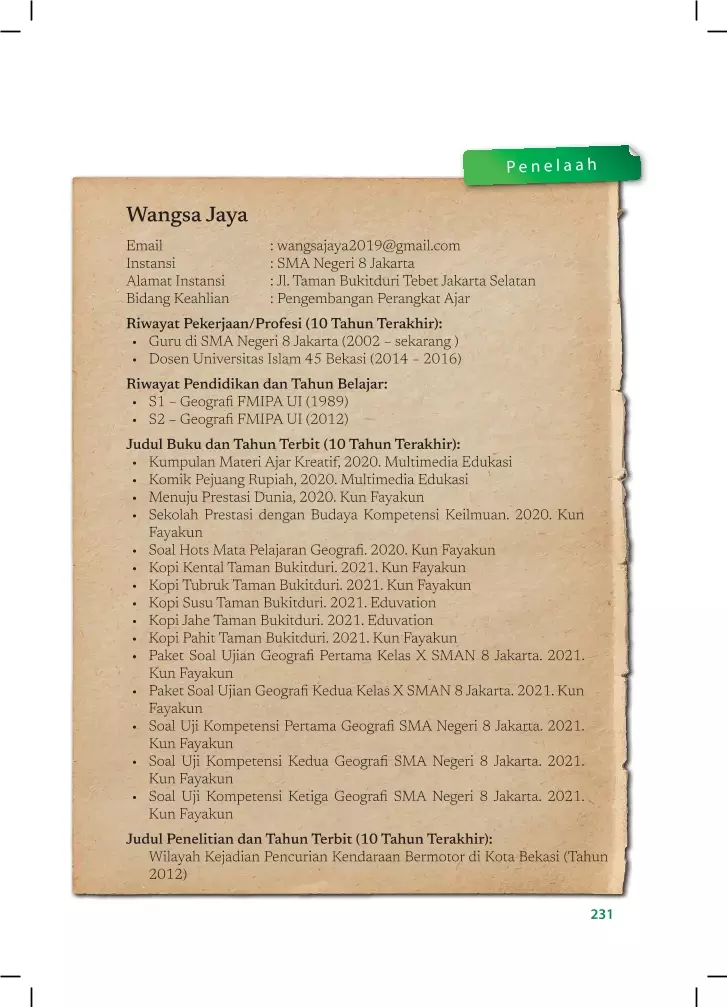 Penelaah
Wangsa Jaya
Email : wangsajaya2019@gmail.com
Instansi : SMA Negeri 8 Jakarta
Alamat Instansi : Jl. Taman Bukitduri Tebet Jakarta Selatan
Bidang Keahlian : Pengembangan Perangkat Ajar
Riwayat Pekerjaan/Profesi (10 Tahun Terakhir):
• Guru di SMA Negeri 8 Jakarta (2002 – sekarang )
• Dosen Universitas Islam 45 Bekasi (2014 – 2016)
Riwayat Pendidikan dan Tahun Belajar:
• S1 – Geografi FMIPA UI (1989)
• S2 – Geografi FMIPA UI (2012)
Judul Buku dan Tahun Terbit (10 Tahun Terakhir):
• Kumpulan Materi Ajar Kreatif, 2020. Multimedia Edukasi
• Komik Pejuang Rupiah, 2020. Multimedia Edukasi
• Menuju Prestasi Dunia, 2020. Kun Fayakun
• Sekolah Prestasi dengan Budaya Kompetensi Keilmuan. 2020. Kun
Fayakun
• Soal Hots Mata Pelajaran Geografi. 2020. Kun Fayakun
• Kopi Kental Taman Bukitduri. 2021. Kun Fayakun
• Kopi Tubruk Taman Bukitduri. 2021. Kun Fayakun
• Kopi Susu Taman Bukitduri. 2021. Eduvation
• Kopi Jahe Taman Bukitduri. 2021. Eduvation
• Kopi Pahit Taman Bukitduri. 2021. Kun Fayakun
• Paket Soal Ujian Geografi Pertama Kelas X SMAN 8 Jakarta. 2021.
Kun Fayakun
• Paket Soal Ujian Geografi Kedua Kelas X SMAN 8 Jakarta. 2021. Kun
Fayakun
• Soal Uji Kompetensi Pertama Geografi SMA Negeri 8 Jakarta. 2021.
Kun Fayakun
• Soal Uji Kompetensi Kedua Geografi SMA Negeri 8 Jakarta. 2021.
Kun Fayakun
• Soal Uji Kompetensi Ketiga Geografi SMA Negeri 8 Jakarta. 2021.
Kun Fayakun
Judul Penelitian dan Tahun Terbit (10 Tahun Terakhir):
Wilayah Kejadian Pencurian Kendaraan Bermotor di Kota Bekasi (Tahun
2012)
231